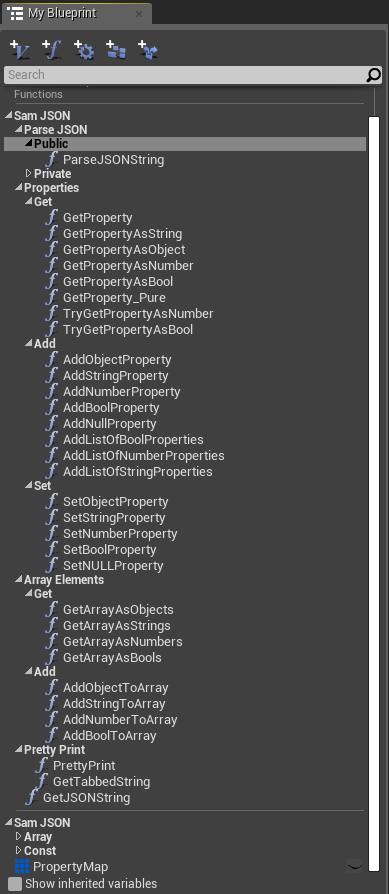 My Blueprint
Search
Functions
Sam JSON
Parse JSON
Public
ParseJSONString
Private
Properties
Get
GetProperty
GetPropertyAsString
GetPropertyAsObject
GetPropertyAsNumber
GetPropertyAsBool
GetProperty_Pure
TryGetPropertyAsNumber
TryGetPropertyAsBool
Add
AddObjectProperty
AddStringProperty
AddNumberProperty
AddBoolProperty
AddNullProperty
AddListOfBoolProperties
AddListOfNumberProperties
AddListOfStringProperties
Set
SetObjectProperty
SetStringProperty
SetNumberProperty
SetBoolProperty
SetNULLProperty
Array Elements
Get
GetArrayAsObjects
GetArrayAsStrings
GetArrayAsNumbers
GetArrayAsBools
Add
AddObjectToArray
AddStringToArray
AddNumberToArray
AddBoolToArray
Pretty Print
PrettyPrint
GetTabbedString
GetJSONString
Sam JSON
Array
Const
PropertyMap
Show inherited variables